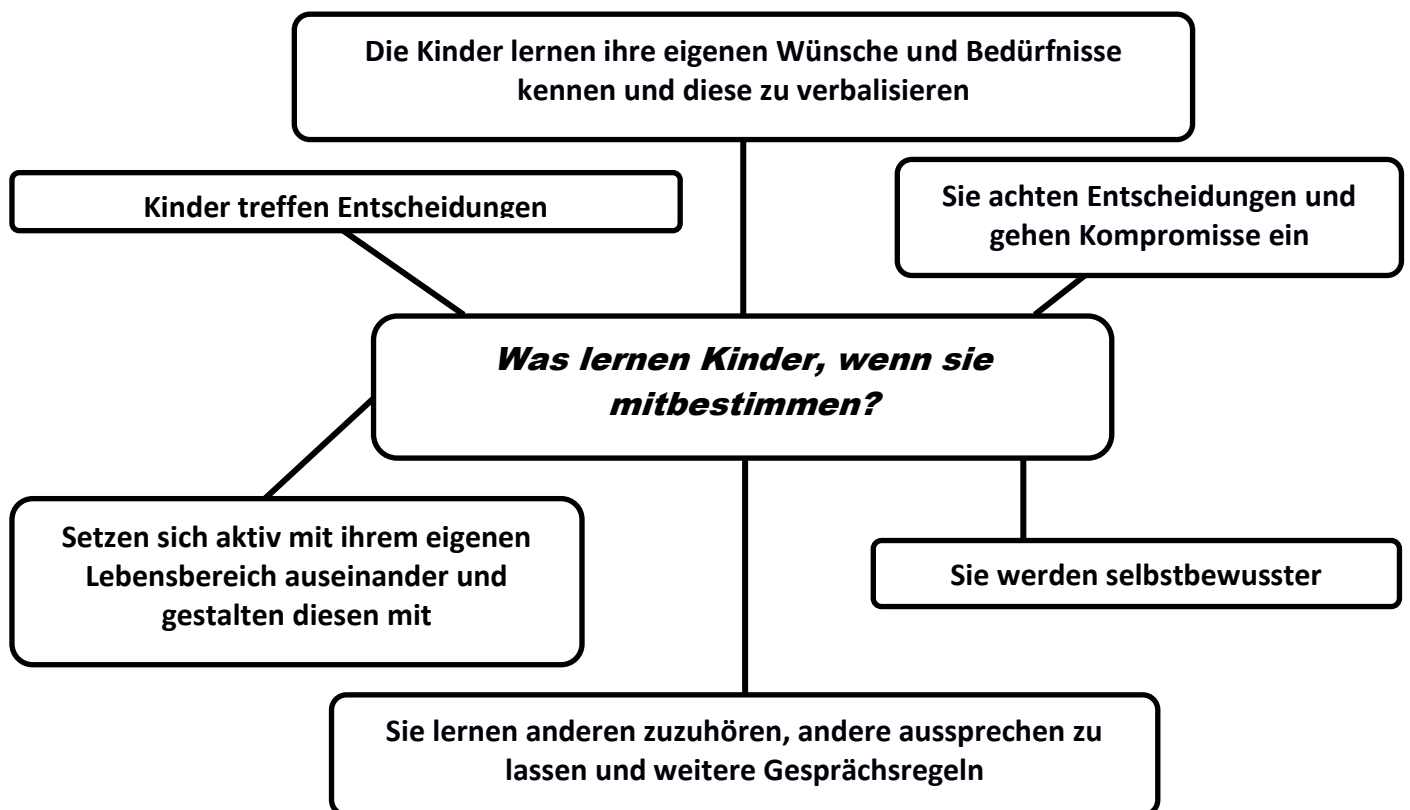 Die Kinder lernen ihre eigenen Wünsche und Bedürfnisse
kennen und diese zu verbalisieren
Kinder treffen Entscheidungen
Sie achten Entscheidungen und
gehen Kompromisse ein
Was lernen Kinder, wenn sie
mitbestimmen?
Setzen sich aktiv mit ihrem eigenen
Lebensbereich auseinander und
gestalten diesen mit
Sie werden selbstbewusster
Sie lernen anderen zuzuhören, andere aussprechen zu
lassen und weitere Gesprächsregeln